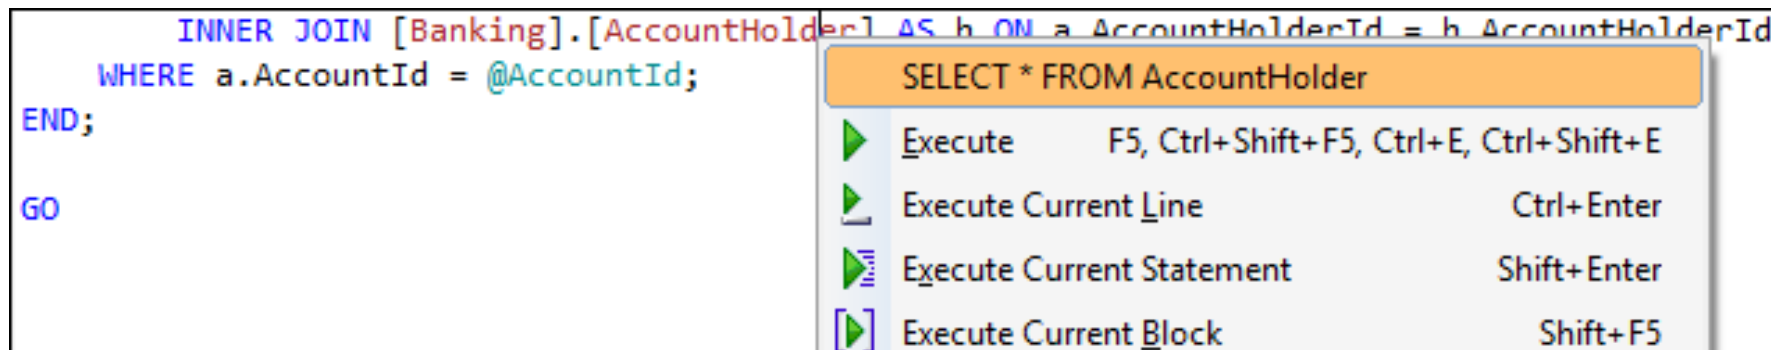 INNER JOIN [Banking].[AccountHolder] AS h ON a.AccountHolderId = h.AccountHolderId
WHERE a.AccountId = @AccountId;
END;
GO
SELECT * FROM AccountHolder
Execute F5, Ctrl+Shift+F5, Ctrl+E, Ctrl+Shift+E
Execute Current Line Ctrl+Enter
Execute Current Statement Shift+Enter
Execute Current Block Shift+F5